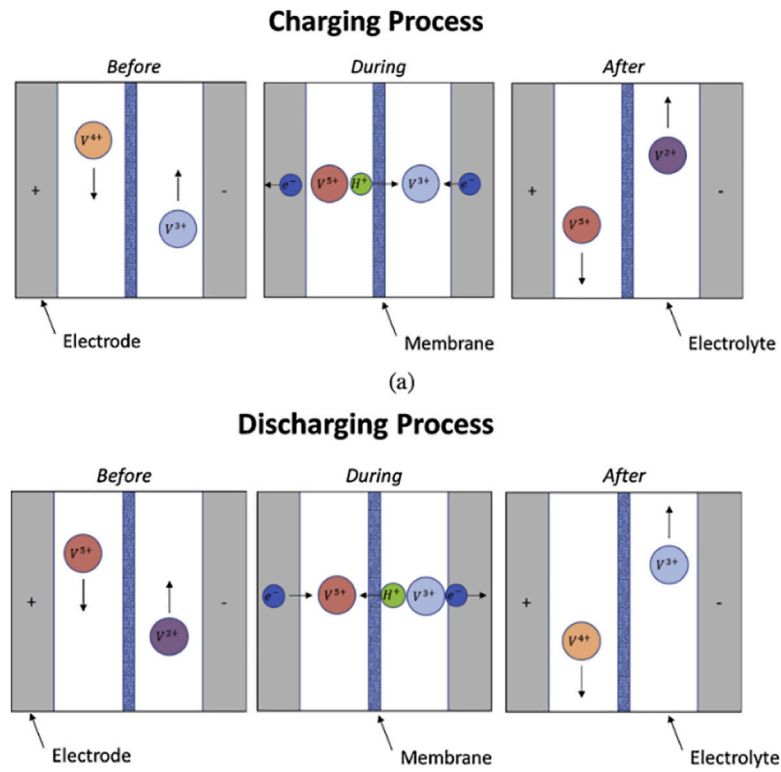 Charging Process
Before During After
V⁴⁺ V³⁺ + -
e⁻ V⁵⁺ H⁺ V³⁺ e⁻
V²⁺ V⁵⁺ + -
Electrode Membrane Electrolyte
(a)
Discharging Process
Before During After
V⁵⁺ V²⁺ + -
e⁻ V⁵⁺ H⁺ V³⁺ e⁻
V³⁺ V⁴⁺ + -
Electrode Membrane Electrolyte